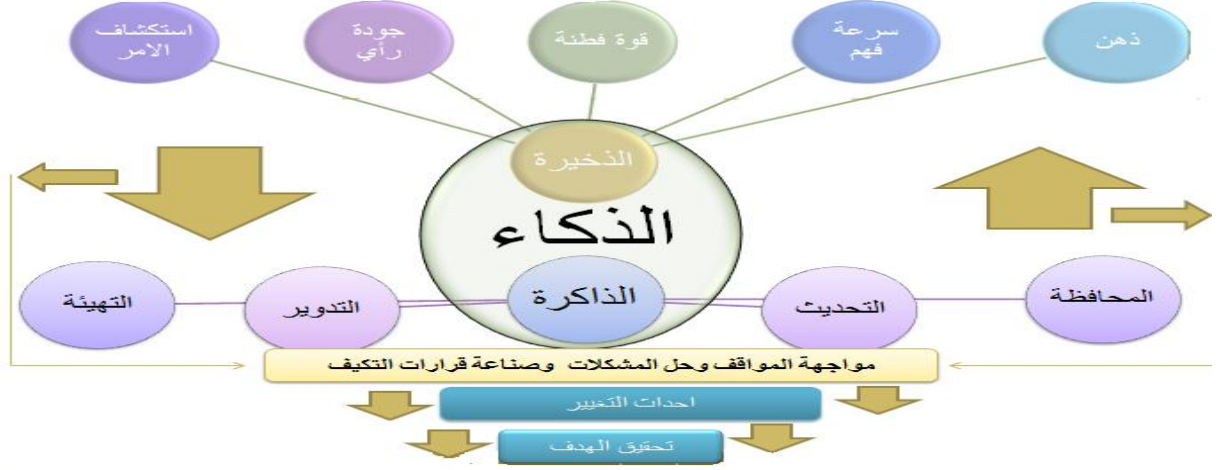 ذهن
سرعة
فهم
قوة فطنة
جودة
رأي
استكشاف
الامر
الذخيرة
الذكاء
المحافظة
التحديث
الذاكرة
التدوير
التهيئة
مواجهة المواقف وحل المشكلات وصناعة قرارات التكيف
احداث التغيير
تحقيق الهدف